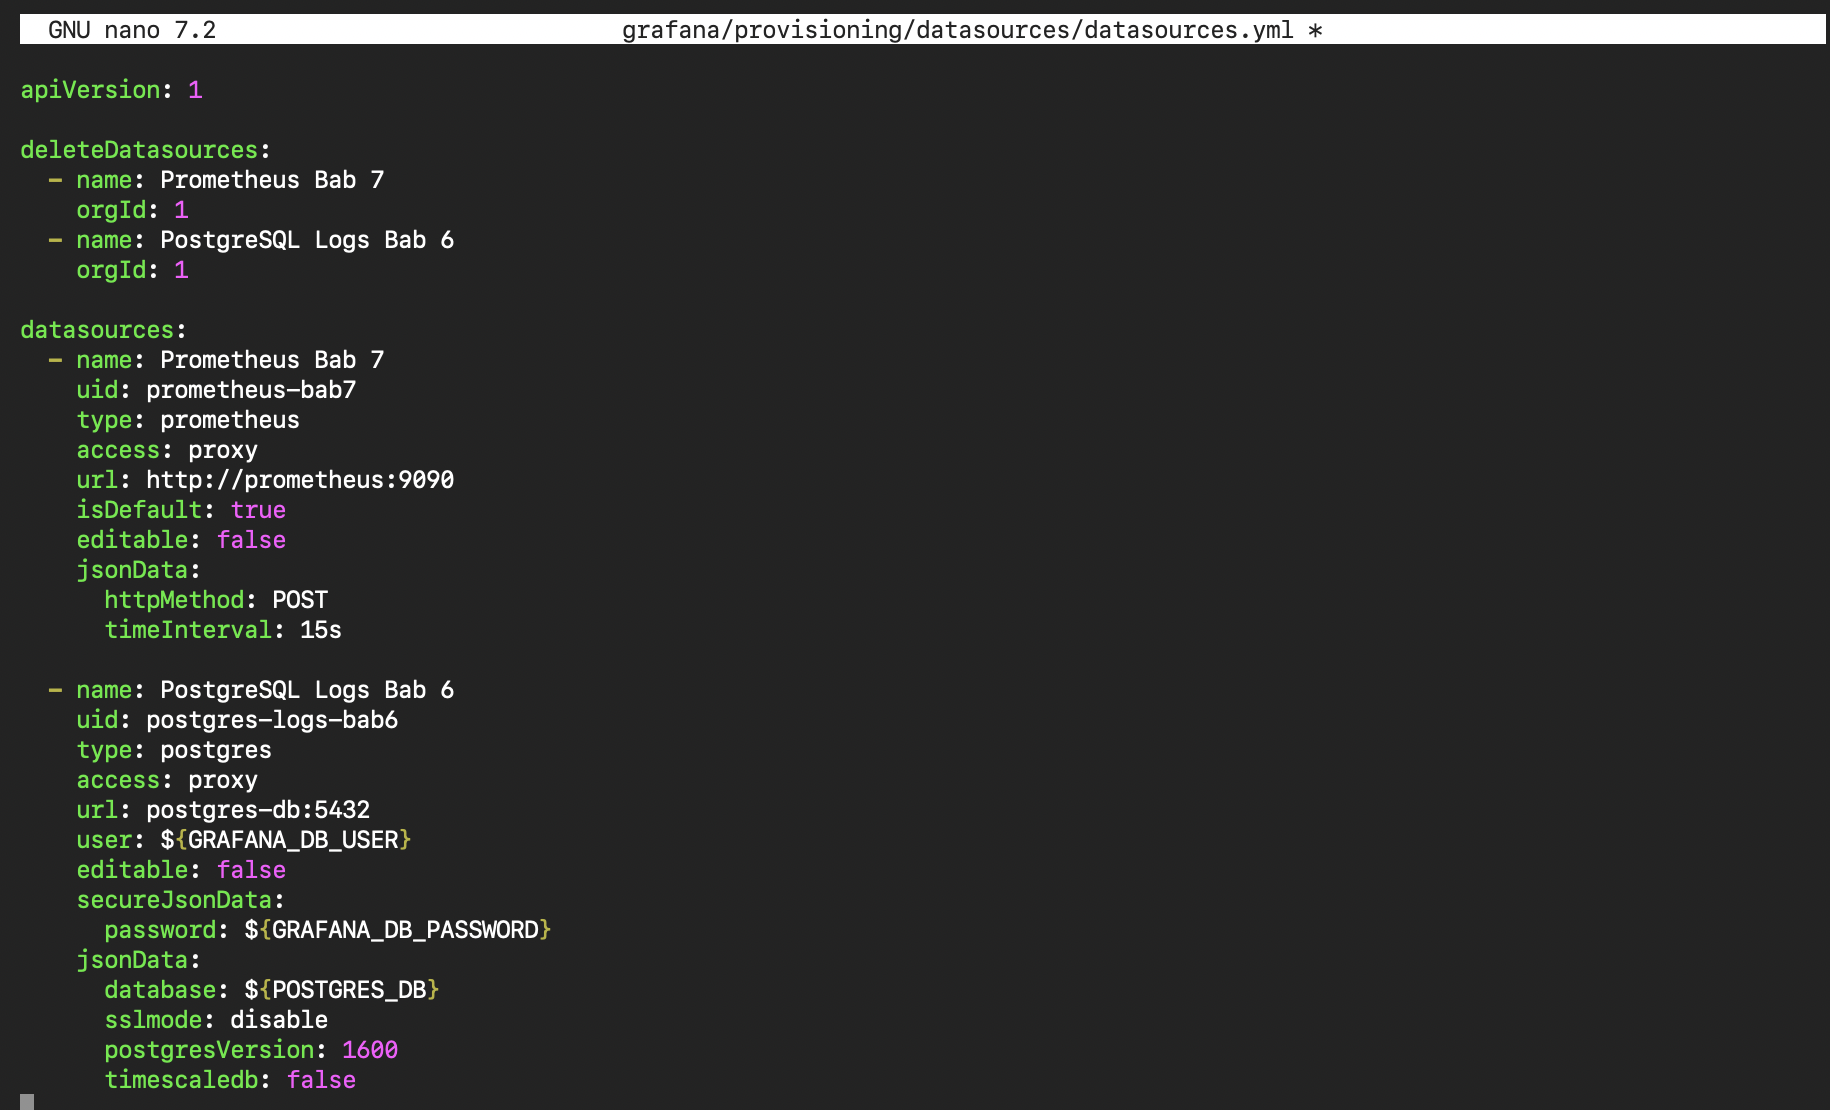 GNU nano 7.2 grafana/provisioning/datasources/datasources.yml *
apiVersion: 1
deleteDatasources:
  - name: Prometheus Bab 7
    orgId: 1
  - name: PostgreSQL Logs Bab 6
    orgId: 1
datasources:
  - name: Prometheus Bab 7
    uid: prometheus-bab7
    type: prometheus
    access: proxy
    url: http://prometheus:9090
    isDefault: true
    editable: false
    jsonData:
      httpMethod: POST
      timeInterval: 15s
  - name: PostgreSQL Logs Bab 6
    uid: postgres-logs-bab6
    type: postgres
    access: proxy
    url: postgres-db:5432
    user: ${GRAFANA_DB_USER}
    editable: false
    secureJsonData:
      password: ${GRAFANA_DB_PASSWORD}
    jsonData:
      database: ${POSTGRES_DB}
      sslmode: disable
      postgresVersion: 1600
      timescaledb: false